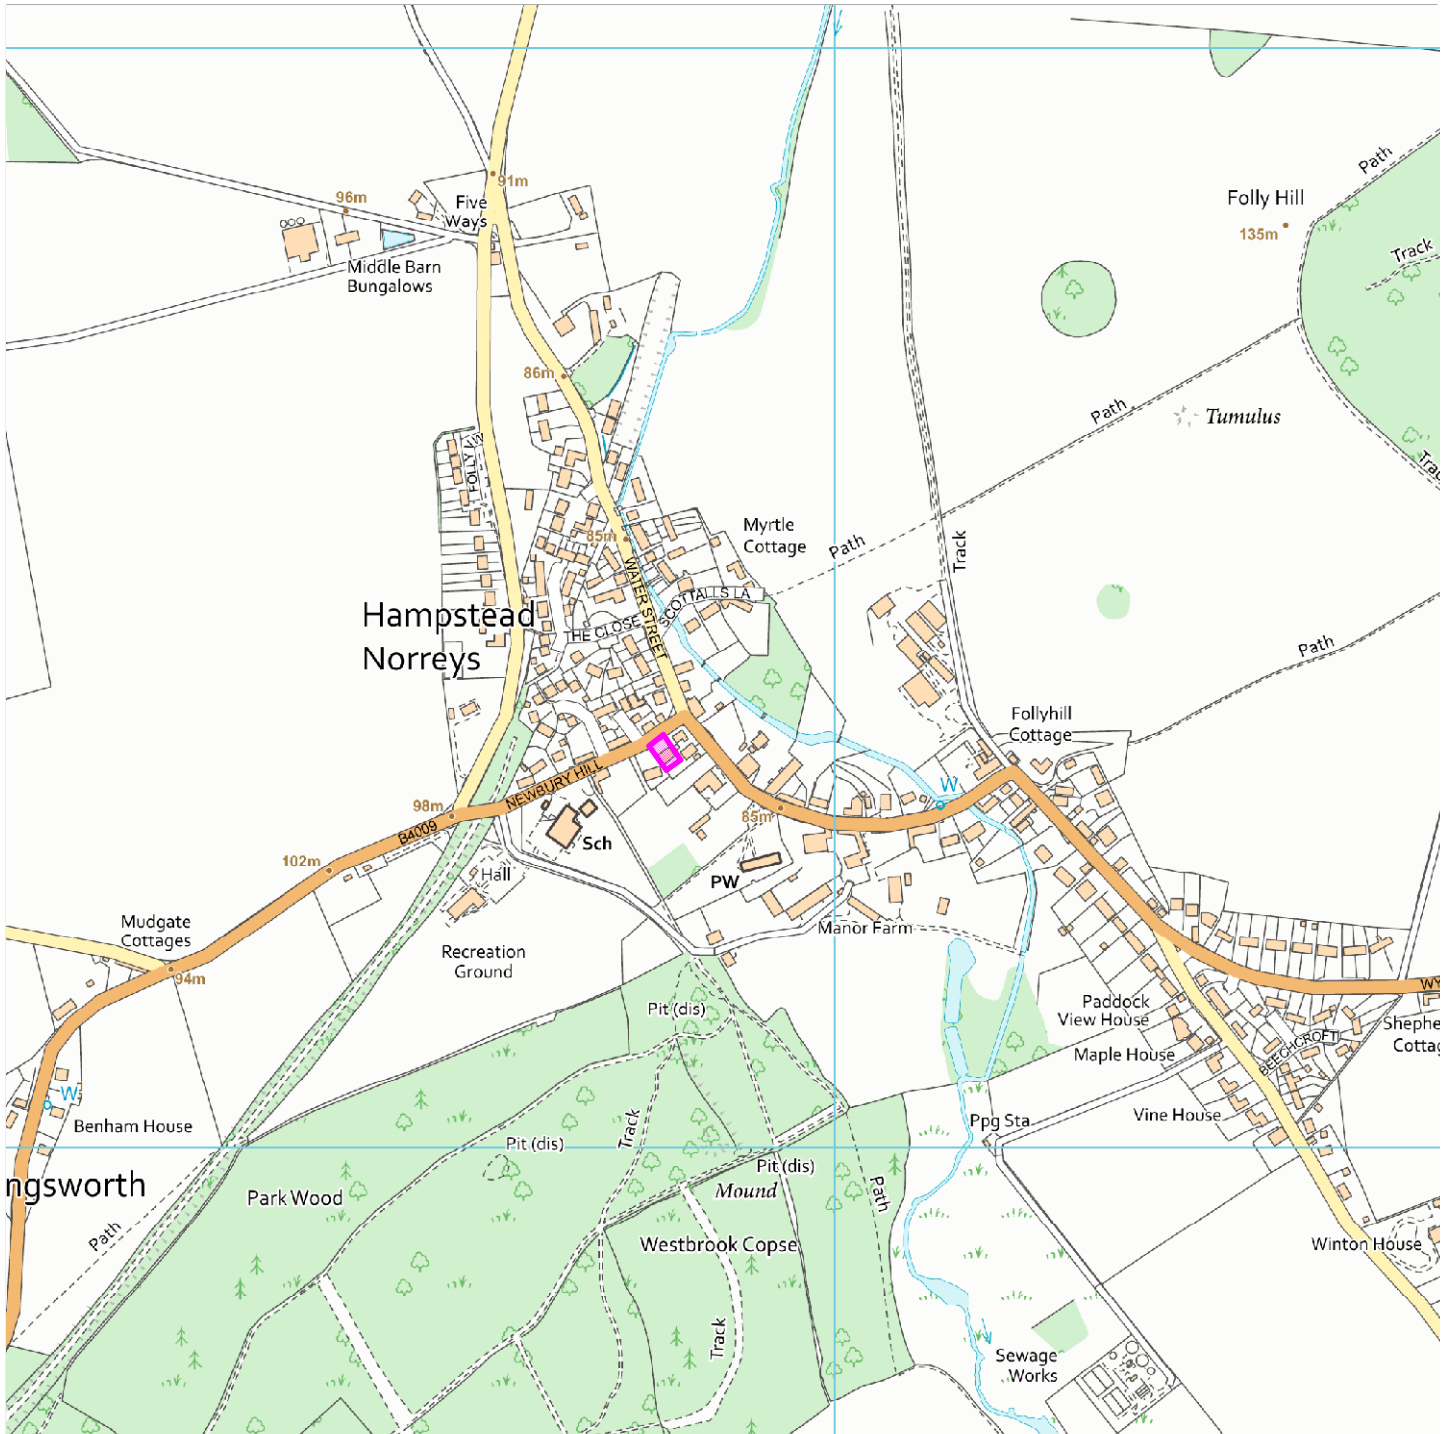 Path
96m
91m
Five
Ways
Folly Hill
135m
Track
Middle Barn
Bungalows
86m
Path
Tumulus
Track
FOLLY VW
Myrtle
Cottage
Path
Track
85m
WATER STREET
SCOTTALLS LA
Hampstead
Norreys
THE CLOSE
Path
Follyhill
Cottage
NEWBURY HILL
W
98m
85m
B4009
Sch
102m
Hall
PW
Mudgate
Cottages
Manor Farm
Recreation
Ground
94m
WY
Paddock
View House
Pit (dis)
Shephe
Cottag
Maple House
BEECHCROFT
W
Benham House
Track
Ppg Sta
Vine House
Pit (dis)
Pit (dis)
ngsworth
Park Wood
Mound
Path
Path
Westbrook Copse
Winton House
Track
Sewage
Works